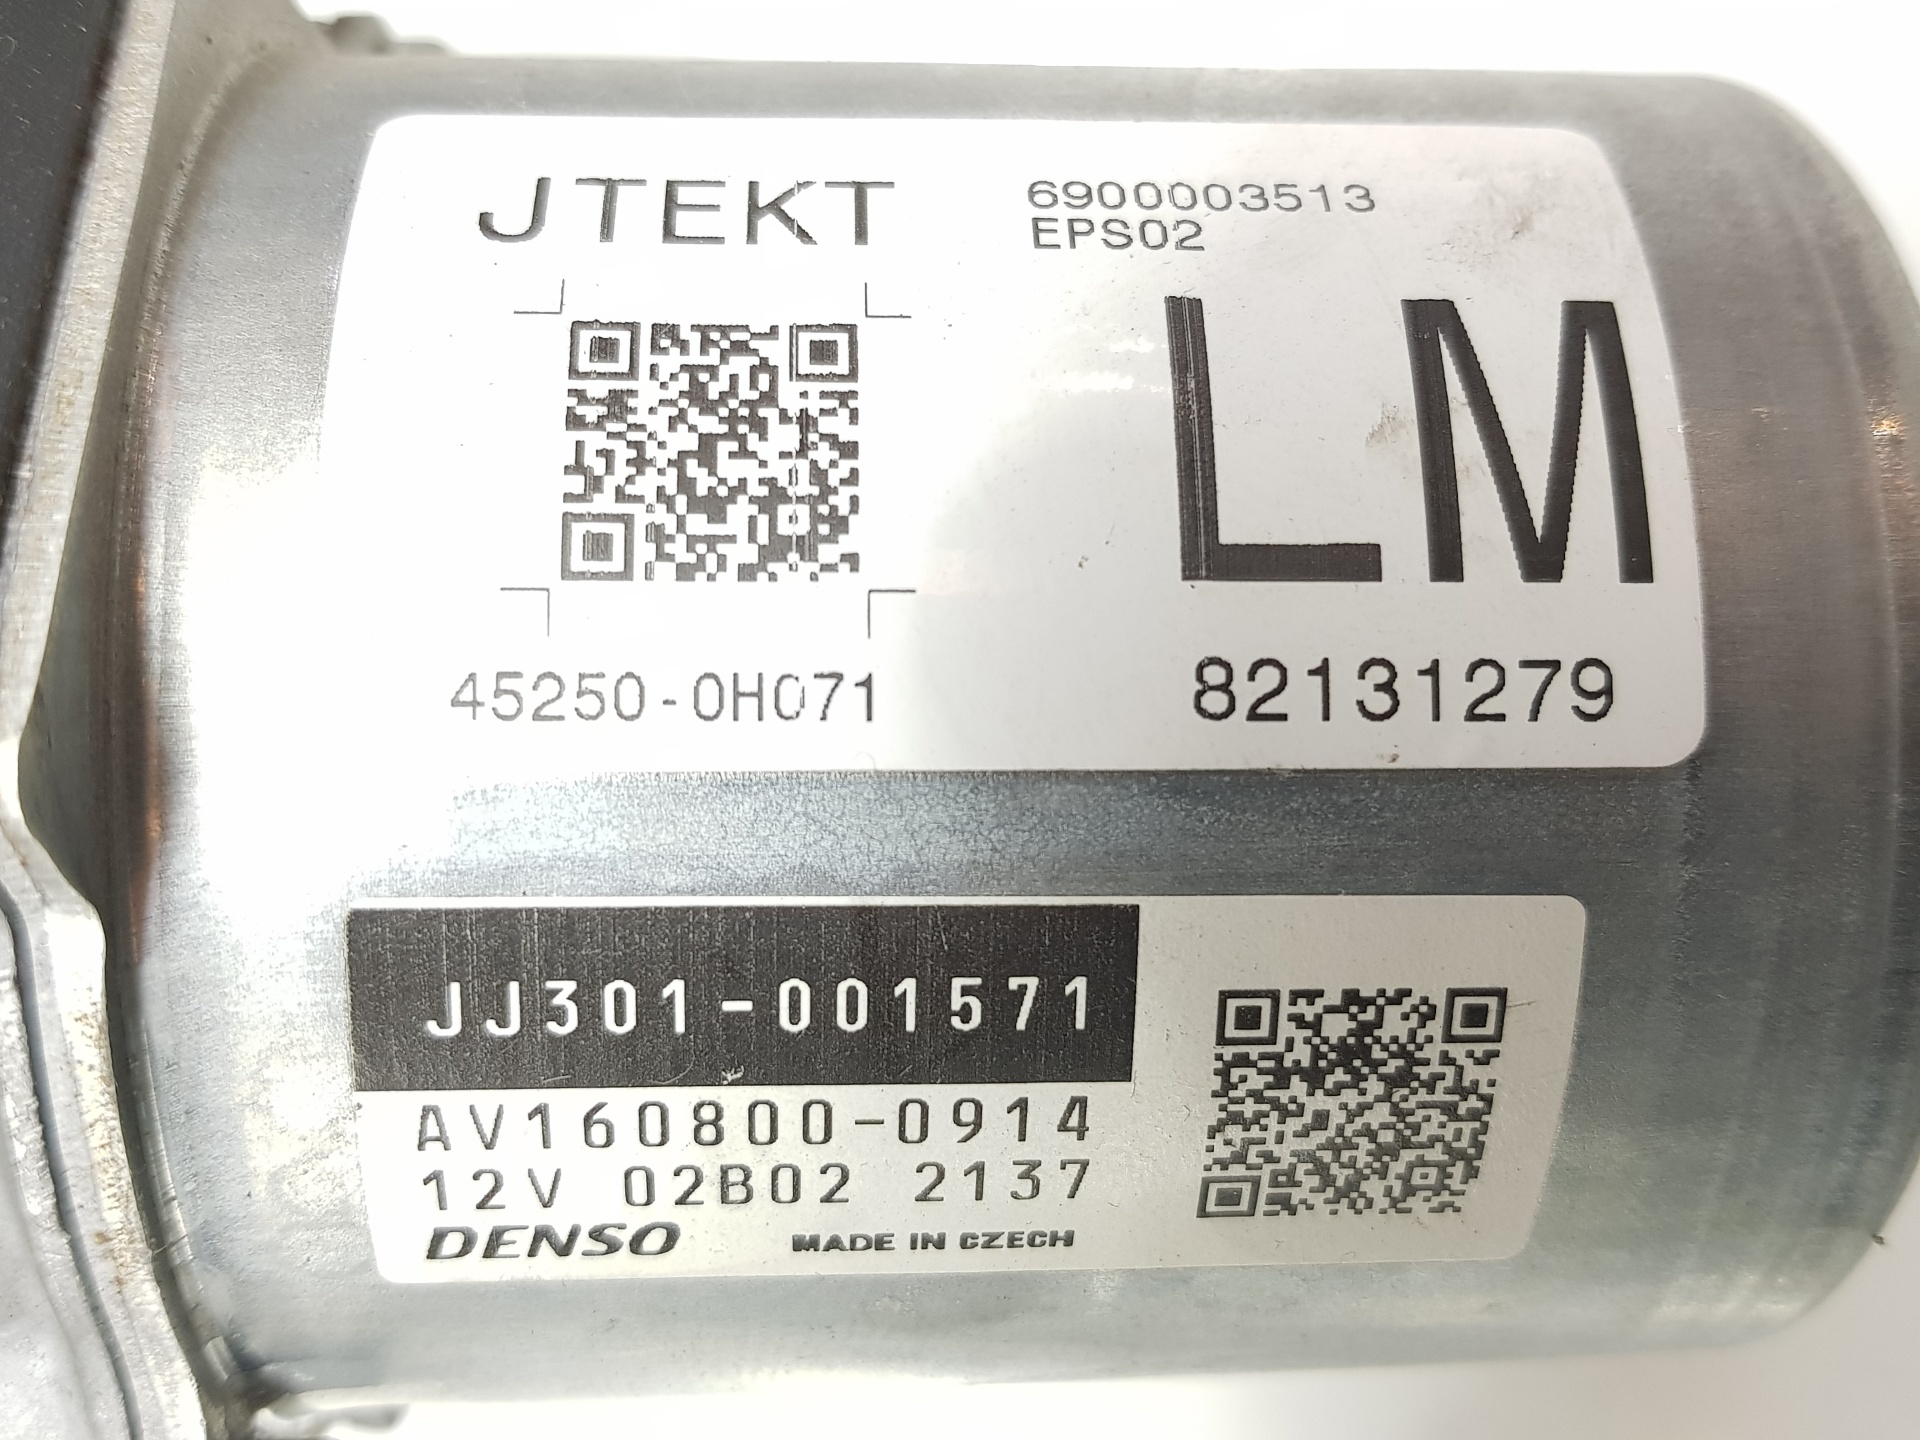 JTEKT
6900003513
EPS02
LM
45250-0H071
82131279
JJ301-001571
AV160800-0914
12V 02B02 2137
DENSO MADE IN CZECH